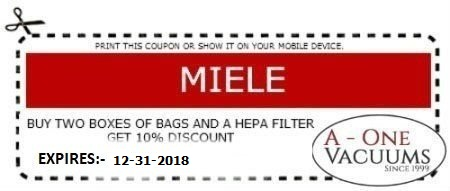 PRINT THIS COUPON OR SHOW IT ON YOUR MOBILE DEVICE.
MIELE
BUY TWO BOXES OF BAGS AND A HEPA FILTER
GET 10% DISCOUNT
EXPIRES:- 12-31-2018
A - ONE
VACUUMS
SINCE 1999